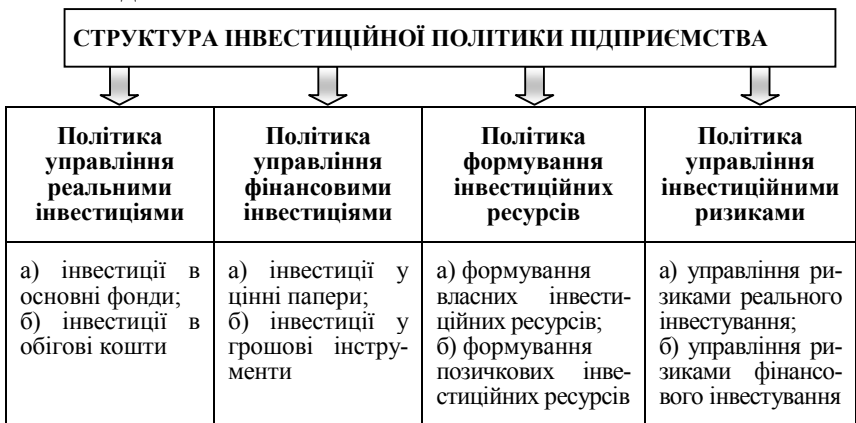 СТРУКТУРА ІНВЕСТИЦІЙНОЇ ПОЛІТИКИ ПІДПРИЄМСТВА
Політика
управління
реальними
інвестиціями
Політика
управління
фінансовими
інвестиціями
Політика
формування
інвестиційних
ресурсів
Політика
управління
інвестиційними
ризиками
а) інвестиції в
основні фонди;
б) інвестиції в
обігові кошти
а) інвестиції у
цінні папери;
б) інвестиції у
грошові інстру-
менти
а) формування
власних інвести-
ційних ресурсів;
б) формування
позичкових інве-
стиційних ресурсів
а) управління ри-
зиками реального
інвестування;
б) управління ри-
зиками фінансо-
вого інвестування